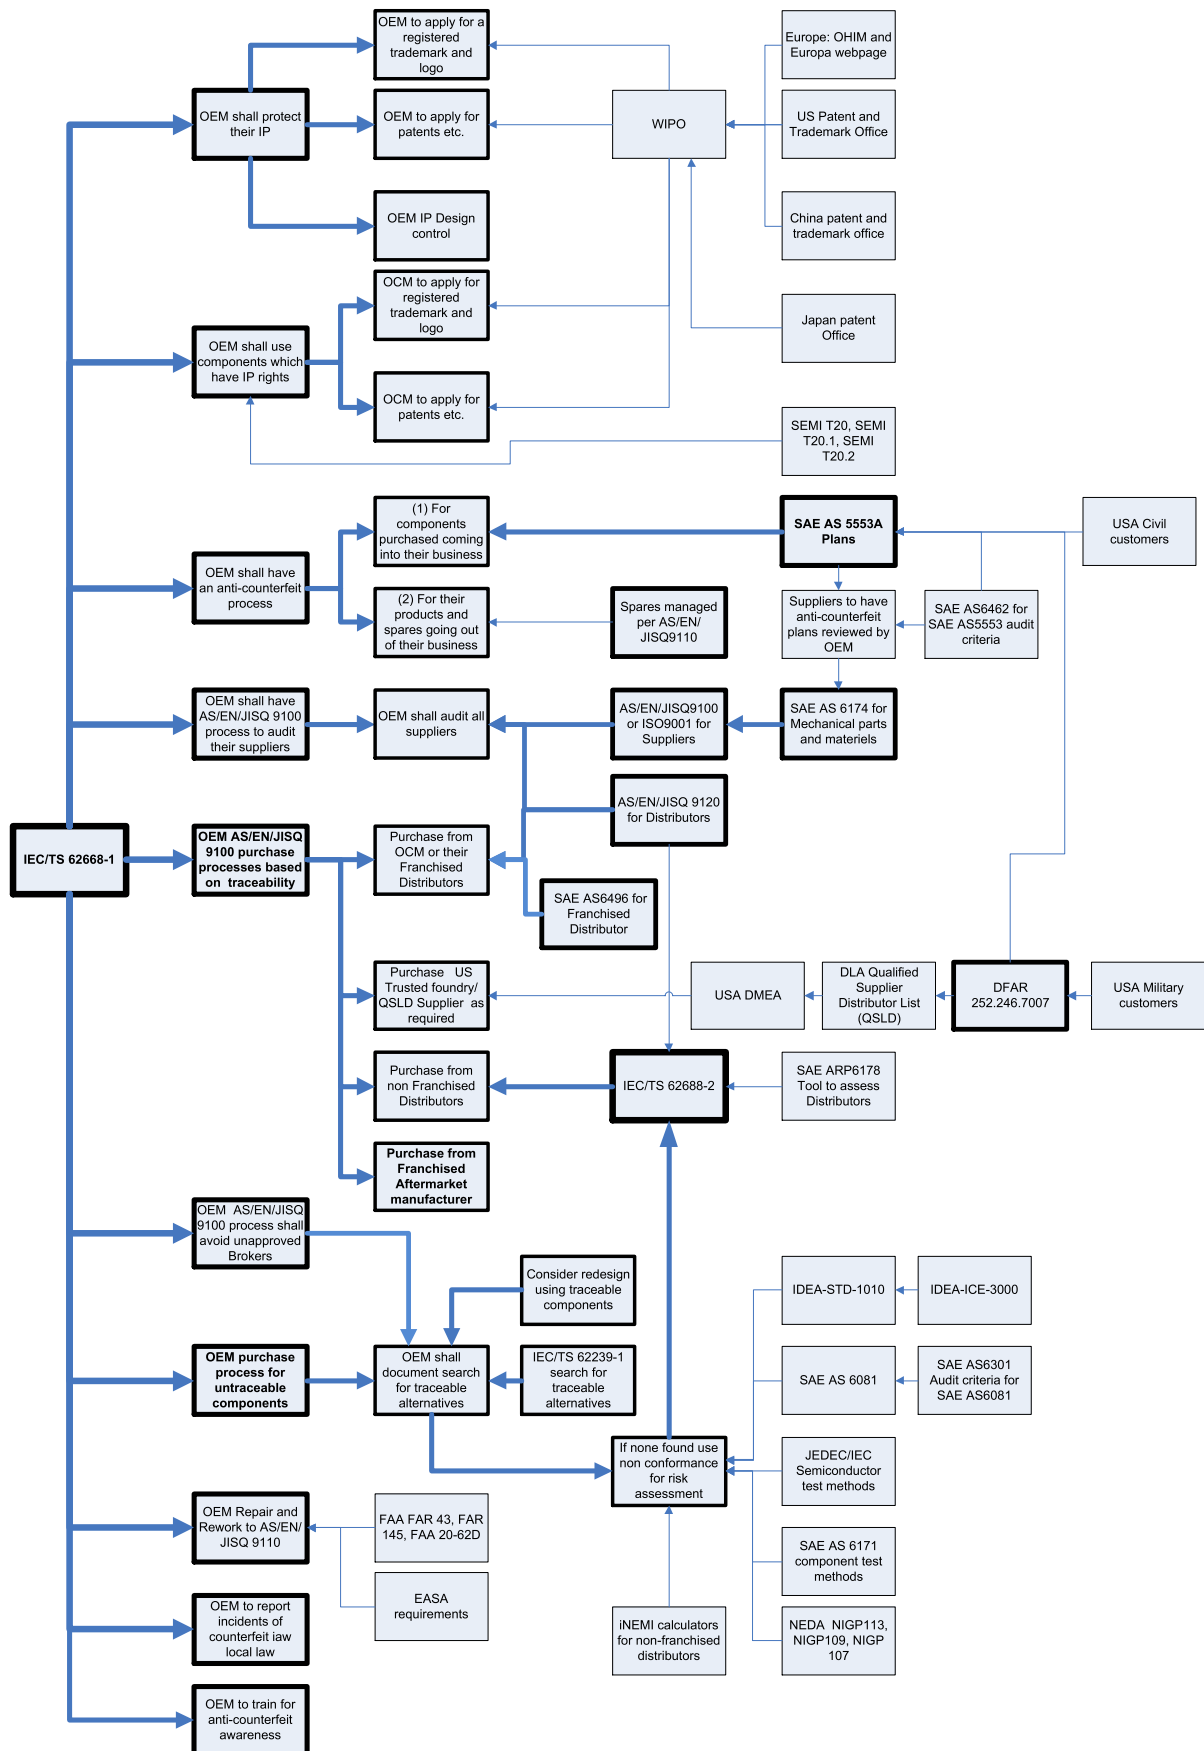 OEM to apply for a
registered
trademark and
logo
Europe: OHIM and
Europa webpage
OEM shall protect
their IP
OEM to apply for
patents etc.
WIPO
US Patent and
Trademark Office
OEM IP Design
control
China patent and
trademark office
OCM to apply for
registered
trademark and
logo
Japan patent
Office
OEM shall use
components which
have IP rights
OCM to apply for
patents etc.
SEMI T20, SEMI
T20.1, SEMI
T20.2
(1) For
components
purchased coming
into their business
SAE AS 5553A
Plans
USA Civil
customers
OEM shall have
an anti-counterfeit
process
(2) For their
products and
spares going out
of their business
Spares managed
per AS/EN/
JISQ9110
Suppliers to have
anti-counterfeit
plans reviewed by
OEM
SAE AS6462 for
SAE AS5553 audit
criteria
OEM shall have
AS/EN/JISQ 9100
process to audit
their suppliers
OEM shall audit all
suppliers
AS/EN/JISQ9100
or ISO9001 for
Suppliers
SAE AS 6174 for
Mechanical parts
and materiels
AS/EN/JISQ 9120
for Distributors
IEC/TS 62668-1
OEM AS/EN/JISQ
9100 purchase
processes based
on traceability
Purchase from
OCM or their
Franchised
Distributors
SAE AS6496 for
Franchised
Distributor
Purchase US
Trusted foundry/
QSLD Supplier as
required
USA DMEA
DLA Qualified
Supplier
Distributor List
(QSLD)
DFAR
252.246.7007
USA Military
customers
Purchase from
non Franchised
Distributors
IEC/TS 62688-2
SAE ARP6178
Tool to assess
Distributors
Purchase from
Franchised
Aftermarket
manufacturer
OEM AS/EN/JISQ
9100 process shall
avoid unapproved
Brokers
Consider redesign
using traceable
components
IDEA-STD-1010
IDEA-ICE-3000
OEM purchase
process for
untraceable
components
OEM shall
document search
for traceable
alternatives
IEC/TS 62239-1
search for
traceable
alternatives
SAE AS 6081
SAE AS6301
Audit criteria for
SAE AS6081
If none found use
non conformance
for risk
assessment
JEDEC/IEC
Semiconductor
test methods
OEM Repair and
Rework to AS/EN/
JISQ 9110
FAA FAR 43, FAR
145, FAA 20-62D
SAE AS 6171
component test
methods
EASA
requirements
OEM to report
incidents of
counterfeit iaw
local law
iNEMI calculators
for non-franchised
distributors
NEDA NIGP113,
NIGP109, NIGP
107
OEM to train for
anti-counterfeit
awareness